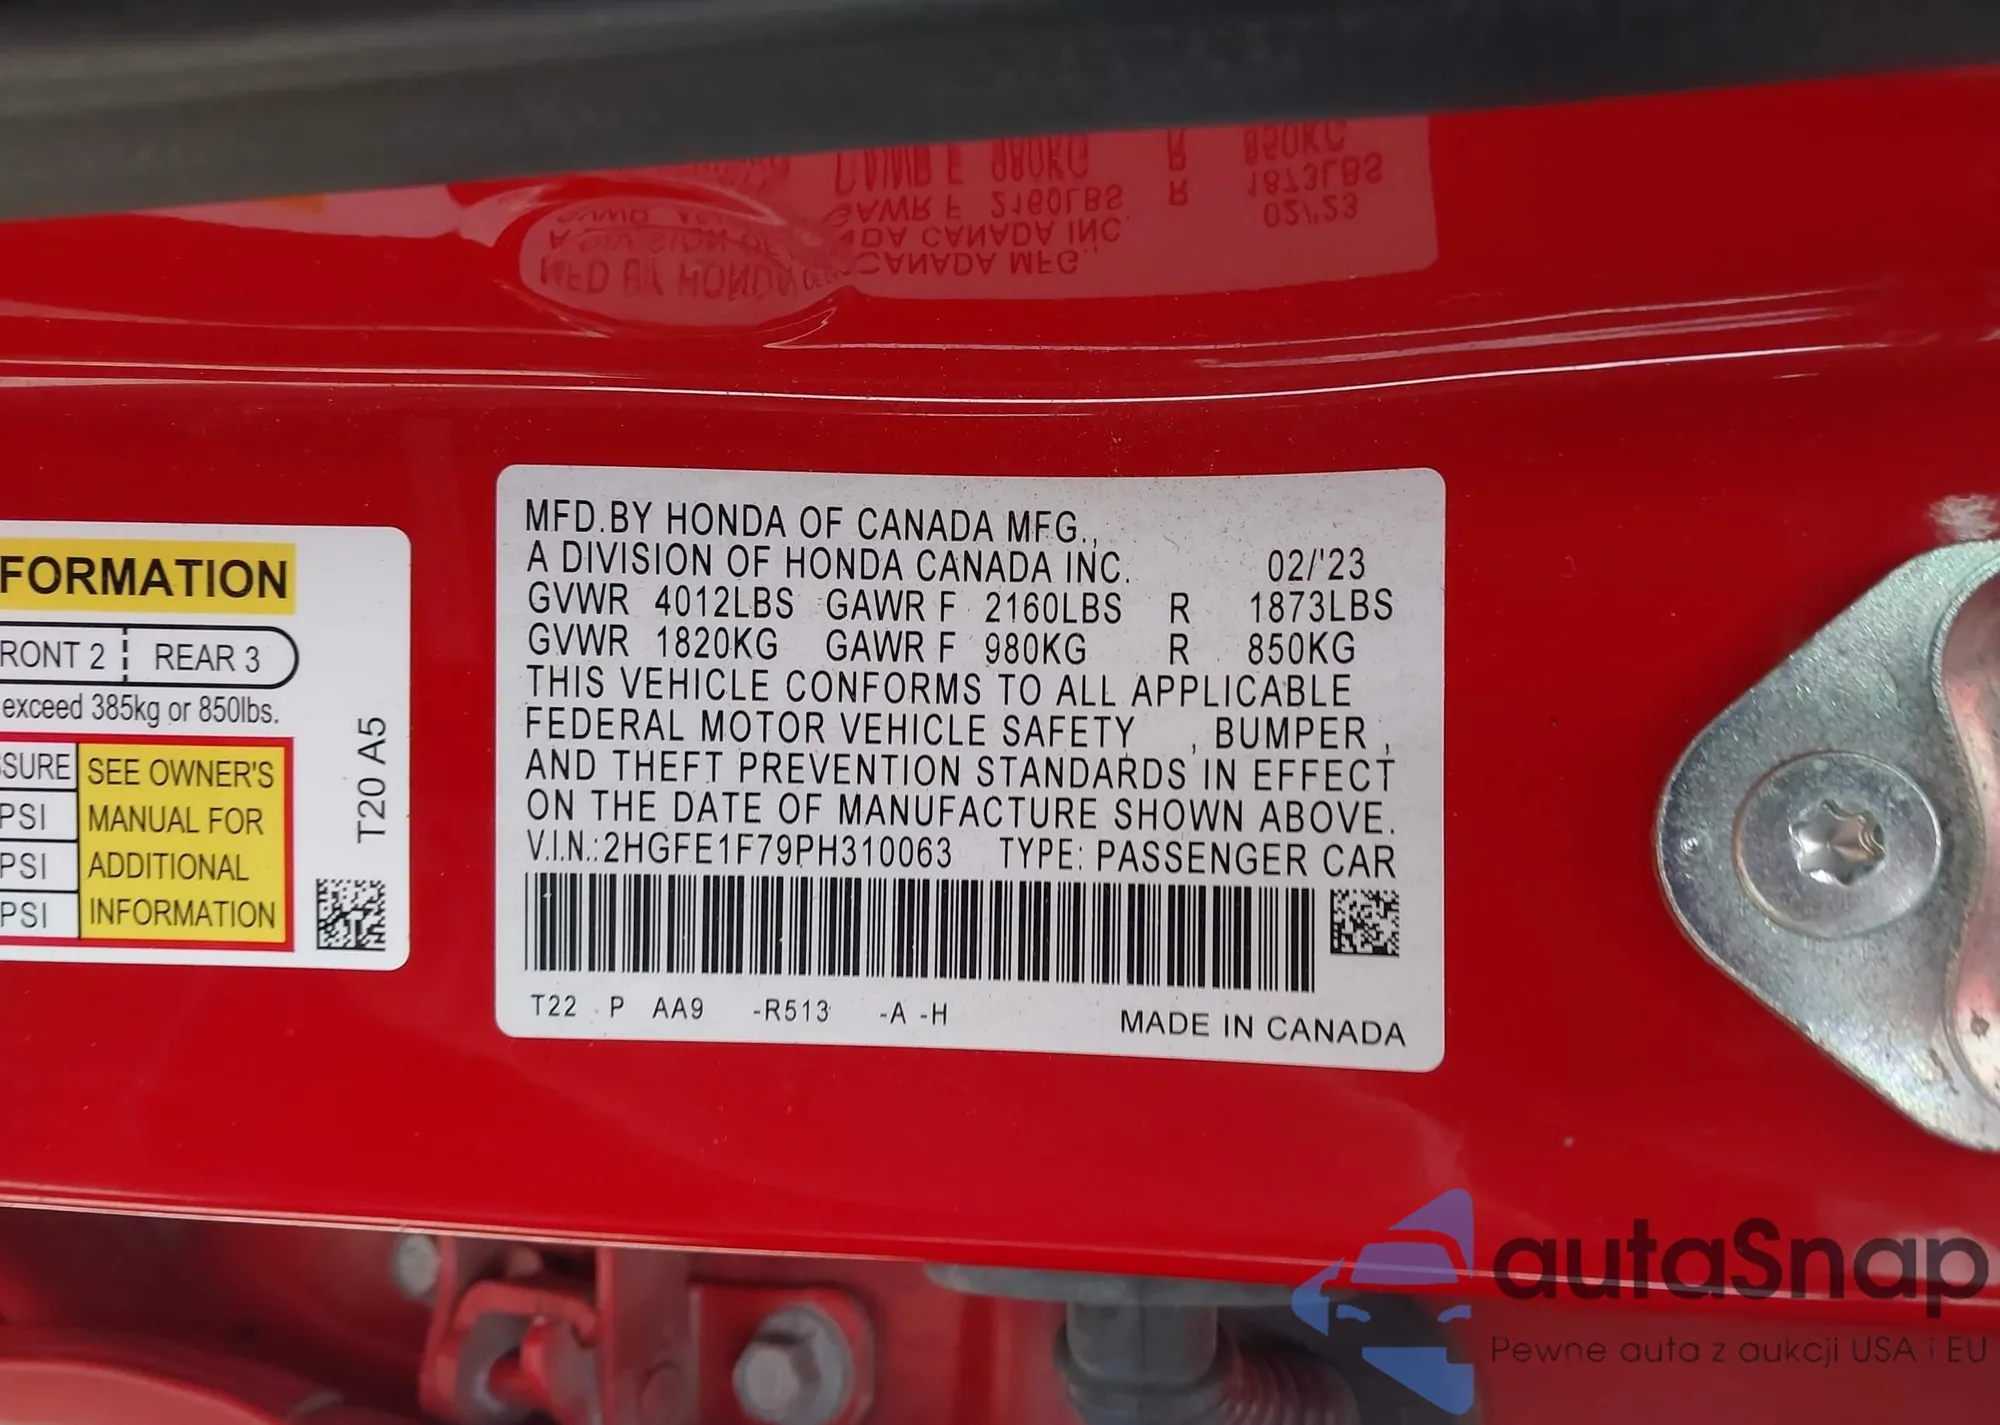 FORMATION
RONT 2 REAR 3
exceed 385kg or 850lbs.
SSURE SEE OWNER'S
PSI MANUAL FOR
PSI ADDITIONAL
PSI INFORMATION
T20 A5
MFD.BY HONDA OF CANADA MFG.,
A DIVISION OF HONDA CANADA INC. 02/'23
GVWR 4012LBS GAWR F 2160LBS R 1873LBS
GVWR 1820KG GAWR F 980KG R 850KG
THIS VEHICLE CONFORMS TO ALL APPLICABLE
FEDERAL MOTOR VEHICLE SAFETY , BUMPER ,
AND THEFT PREVENTION STANDARDS IN EFFECT
ON THE DATE OF MANUFACTURE SHOWN ABOVE.
V.I.N.:2HGFE1F79PH310063 TYPE: PASSENGER CAR
T22 P AA9 -R513 -A -H MADE IN CANADA
autaSnap
Pewne auta z aukcji USA i EU